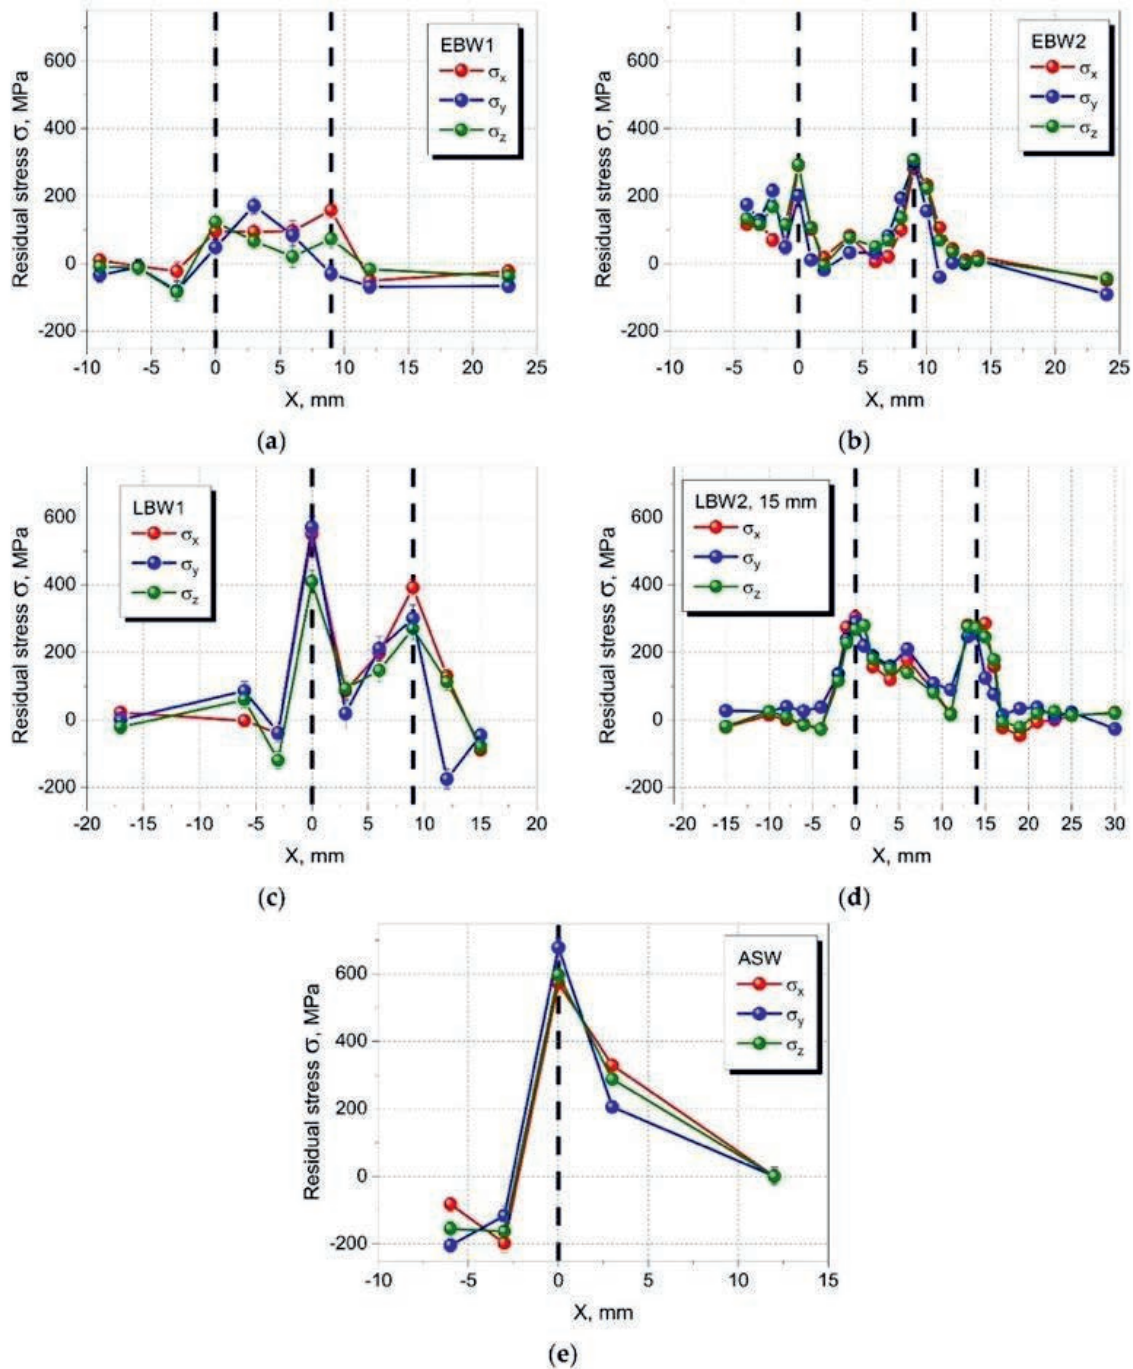 EBW1
σx
σy
σz
Residual stress σ, MPa
600
400
200
0
-200
-10
-5
0
5
10
15
20
25
X, mm
(a)
EBW2
σx
σy
σz
Residual stress σ, MPa
600
400
200
0
-200
-10
-5
0
5
10
15
20
25
X, mm
(b)
LBW1
σx
σy
σz
Residual stress σ, MPa
600
400
200
0
-200
-20
-15
-10
-5
0
5
10
15
20
X, mm
(c)
LBW2, 15 mm
σx
σy
σz
Residual stress σ, MPa
600
400
200
0
-200
-20
-15
-10
-5
0
5
10
15
20
25
30
X, mm
(d)
ASW
σx
σy
σz
Residual stress σ, MPa
600
400
200
0
-200
-10
-5
0
5
10
15
X, mm
(e)